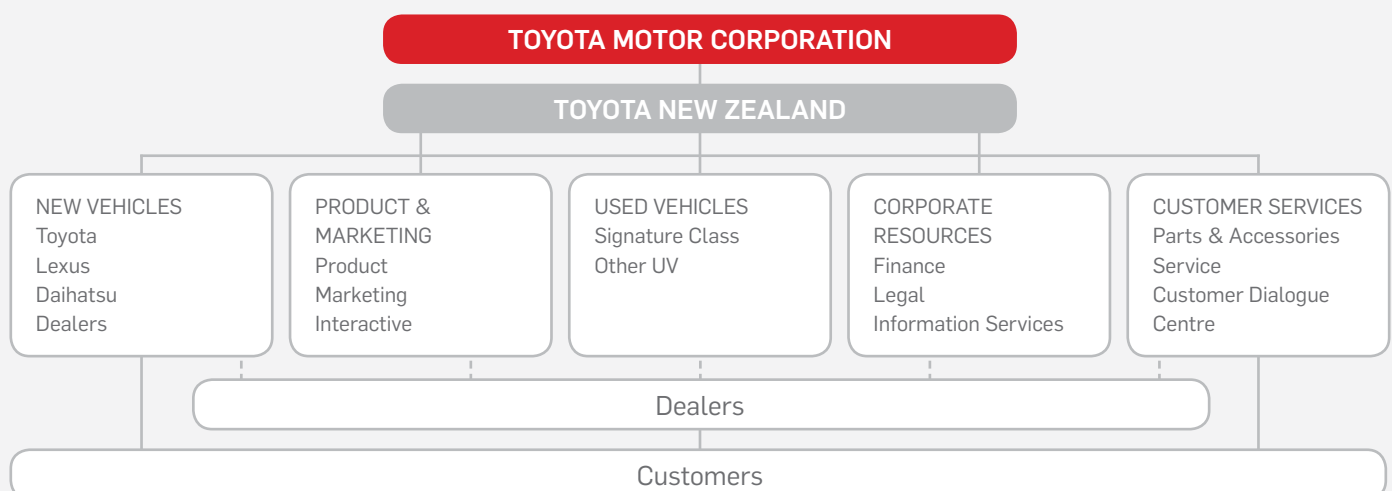 TOYOTA MOTOR CORPORATION
TOYOTA NEW ZEALAND
NEW VEHICLES
Toyota
Lexus
Daihatsu
Dealers
PRODUCT &
MARKETING
Product
Marketing
Interactive
USED VEHICLES
Signature Class
Other UV
CORPORATE
RESOURCES
Finance
Legal
Information Services
CUSTOMER SERVICES
Parts & Accessories
Service
Customer Dialogue
Centre
Dealers
Customers